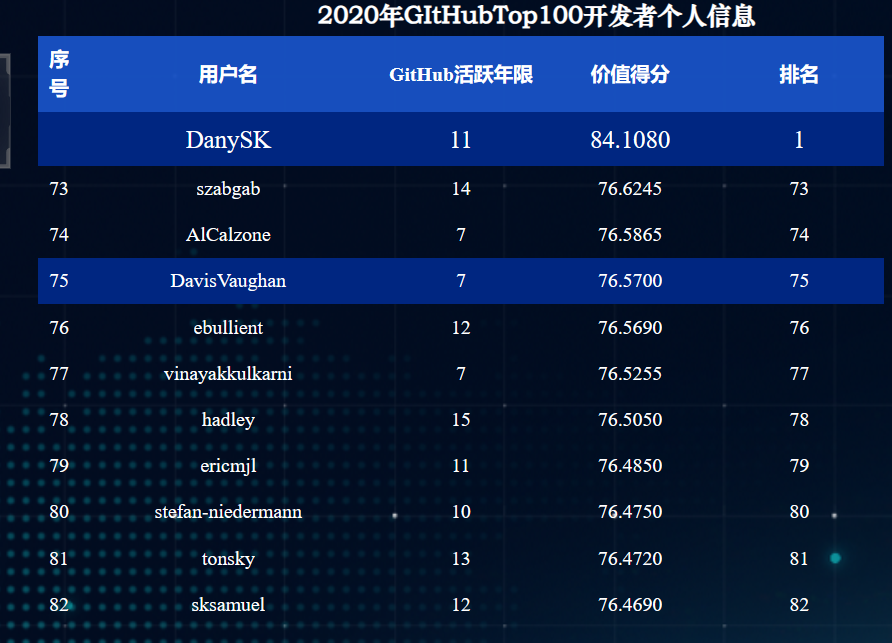 2020年GItHubTop100开发者个人信息
序号 用户名 GitHub活跃年限 价值得分 排名
DanySK 11 84.1080 1
73 szabgab 14 76.6245 73
74 AlCalzone 7 76.5865 74
75 DavisVaughan 7 76.5700 75
76 ebullient 12 76.5690 76
77 vinayakkulkarni 7 76.5255 77
78 hadley 15 76.5050 78
79 ericmjl 11 76.4850 79
80 stefan-niedermann 10 76.4750 80
81 tonsky 13 76.4720 81
82 sksamuel 12 76.4690 82